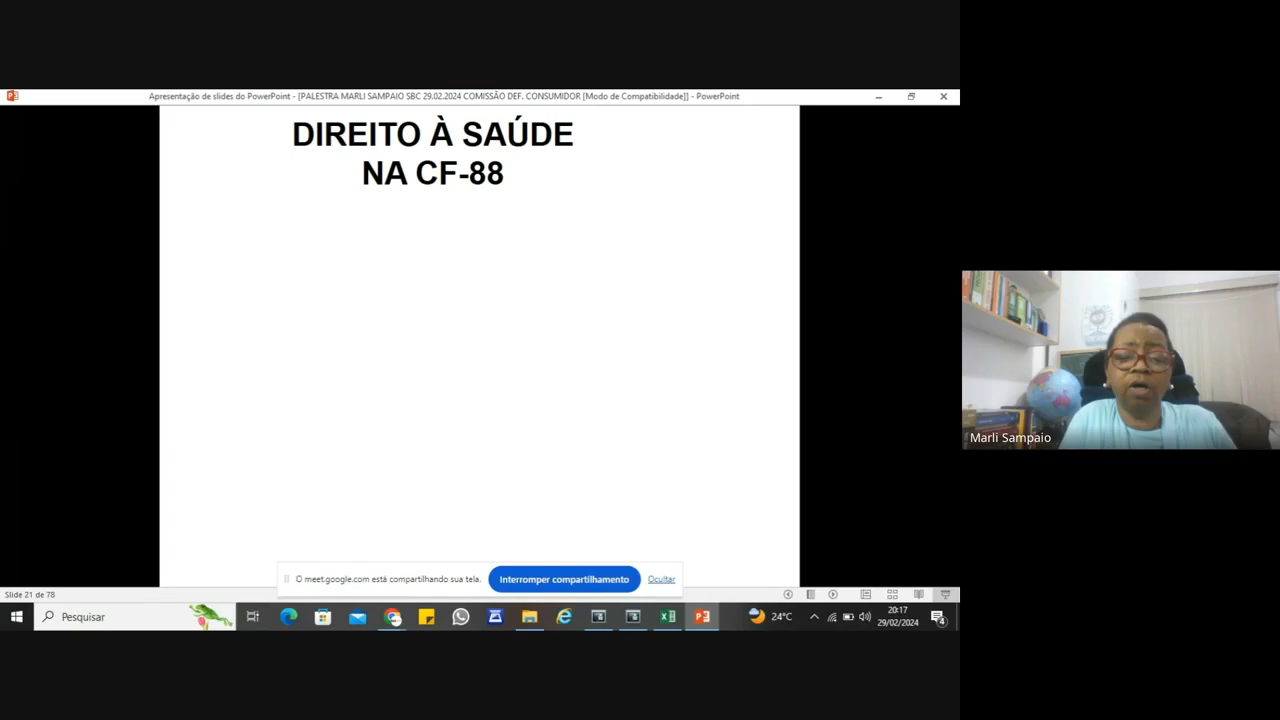 Apresentação de slides do PowerPoint - [PALESTRA MARLI SAMPAIO SBC 29.02.2024 COMISSÃO DEF. CONSUMIDOR [Modo de Compatibilidade]] - PowerPoint
DIREITO À SAÚDE
NA CF-88
Marli Sampaio
O meet.google.com está compartilhando sua tela.
Interromper compartilhamento
Ocultar
Slide 21 de 78
Pesquisar
24°C
20:17
29/02/2024
4